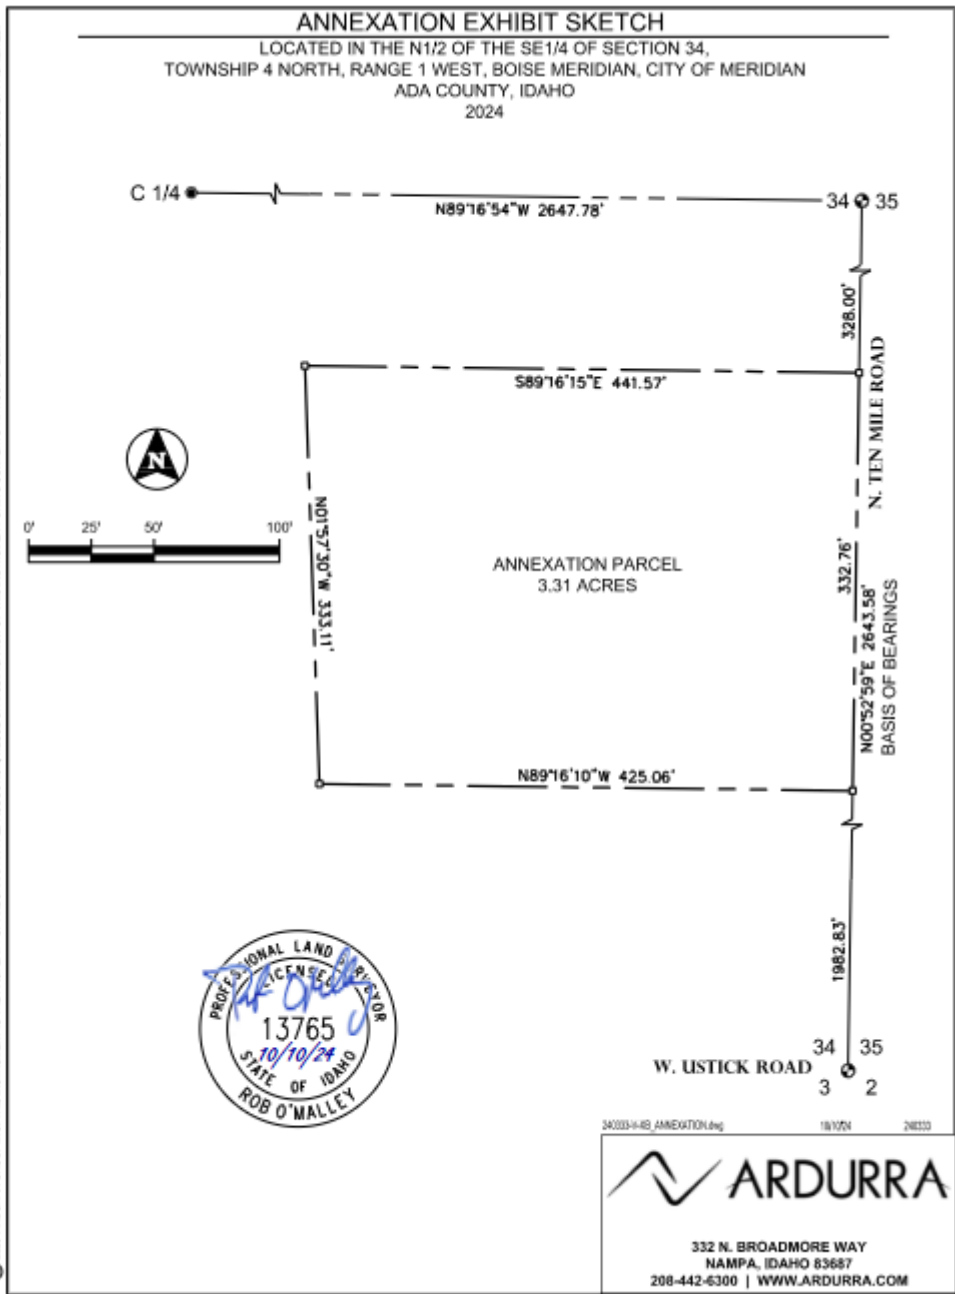 ANNEXATION EXHIBIT SKETCH
LOCATED IN THE N1/2 OF THE SE1/4 OF SECTION 34,
TOWNSHIP 4 NORTH, RANGE 1 WEST, BOISE MERIDIAN, CITY OF MERIDIAN
ADA COUNTY, IDAHO
2024
C 1/4
N89°16'54"W 2647.78'
34 35
328.00'
N. TEN MILE ROAD
S89°16'15"E 441.57'
N
0' 25' 50' 100'
N01°57'30"W 333.11'
ANNEXATION PARCEL
3.31 ACRES
332.76'
N00°52'59"E 2643.58'
BASIS OF BEARINGS
N89°16'10"W 425.06'
1982.83'
PROFESSIONAL LAND SURVEYOR
LICENSED
13765
10/10/24
STATE OF IDAHO
ROB O'MALLEY
34 35
W. USTICK ROAD
3 2
ARDURRA
332 N. BROADMORE WAY
NAMPA, IDAHO 83687
208-442-6300 | WWW.ARDURRA.COM